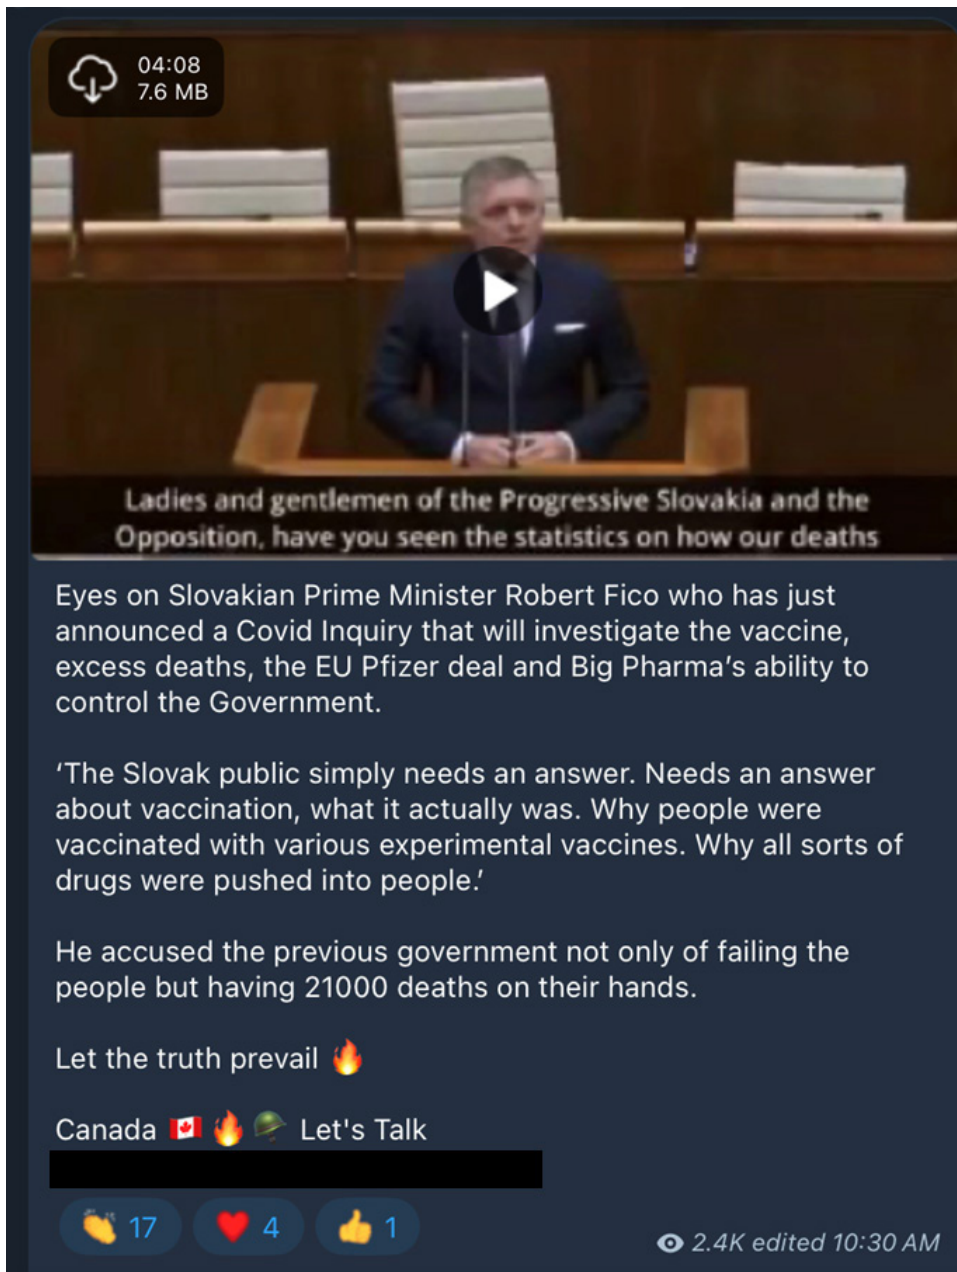 04:08
7.6 MB
Ladies and gentlemen of the Progressive Slovakia and the
Opposition, have you seen the statistics on how our deaths
Eyes on Slovakian Prime Minister Robert Fico who has just
announced a Covid Inquiry that will investigate the vaccine,
excess deaths, the EU Pfizer deal and Big Pharma’s ability to
control the Government.
‘The Slovak public simply needs an answer. Needs an answer
about vaccination, what it actually was. Why people were
vaccinated with various experimental vaccines. Why all sorts of
drugs were pushed into people.’
He accused the previous government not only of failing the
people but having 21000 deaths on their hands.
Let the truth prevail 🔥
Canada 🇨🇦🔥🪖 Let's Talk
👏 17 ❤️ 4 👍 1
2.4K edited 10:30 AM